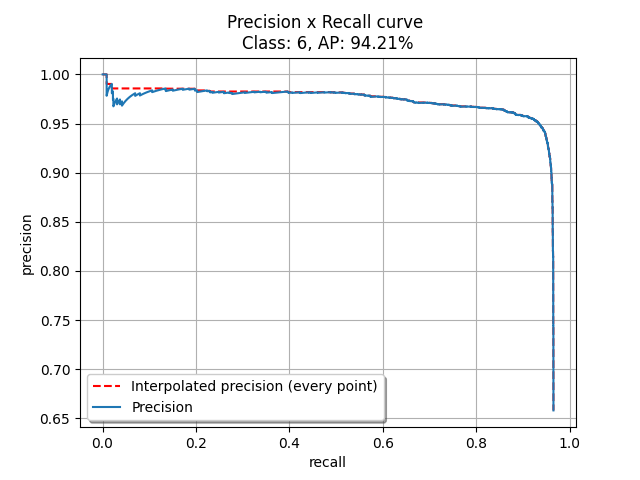 Precision x Recall curve
Class: 6, AP: 94.21%
1.00
0.95
0.90
0.85
0.80
0.75
0.70
0.65
precision
Interpolated precision (every point)
Precision
0.0 0.2 0.4 0.6 0.8 1.0
recall